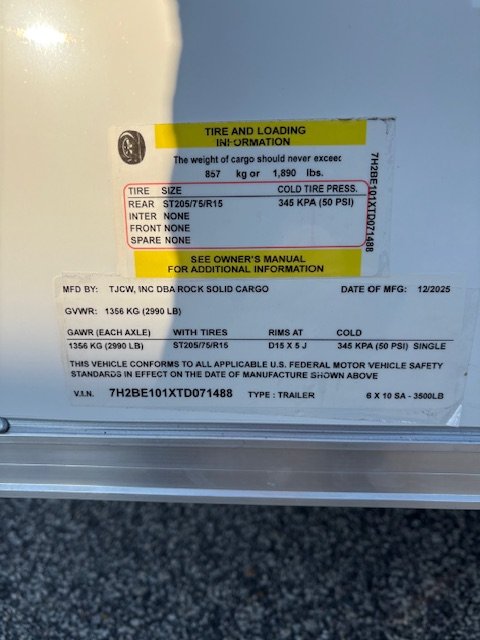 TIRE AND LOADING
INFORMATION
The weight of cargo should never exceed
857 kg or 1,890 lbs.
TIRE SIZE COLD TIRE PRESS.
REAR ST205/75/R15 345 KPA (50 PSI)
INTER NONE
FRONT NONE
SPARE NONE
7H2BE101XTD071488
SEE OWNER'S MANUAL
FOR ADDITIONAL INFORMATION
MFD BY: TJCW, INC DBA ROCK SOLID CARGO DATE OF MFG: 12/2025
GVWR: 1356 KG (2990 LB)
GAWR (EACH AXLE) WITH TIRES RIMS AT COLD
1356 KG (2990 LB) ST205/75/R15 D15 X 5 J 345 KPA (50 PSI) SINGLE
THIS VEHICLE CONFORMS TO ALL APPLICABLE U.S. FEDERAL MOTOR VEHICLE SAFETY
STANDARDS IN EFFECT ON THE DATE OF MANUFACTURE SHOWN ABOVE
V.I.N. 7H2BE101XTD071488 TYPE : TRAILER 6 X 10 SA - 3500LB